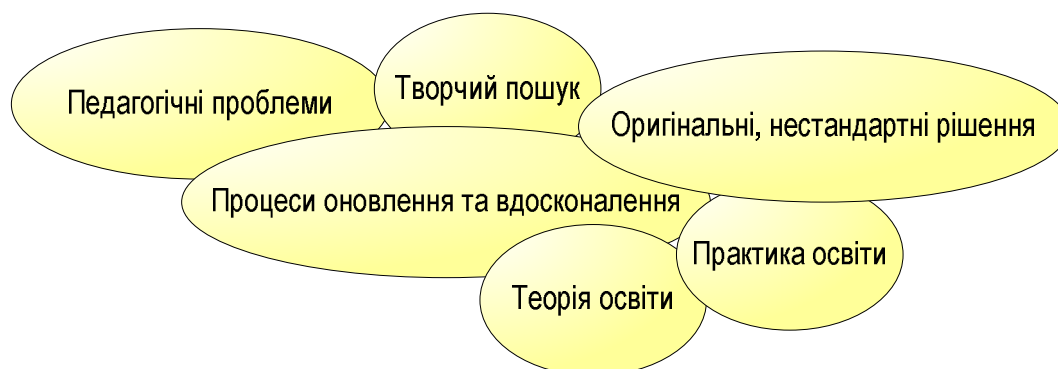 Педагогічні проблеми
Творчий пошук
Оригінальні, нестандартні рішення
Процеси оновлення та вдосконалення
Практика освіти
Теорія освіти